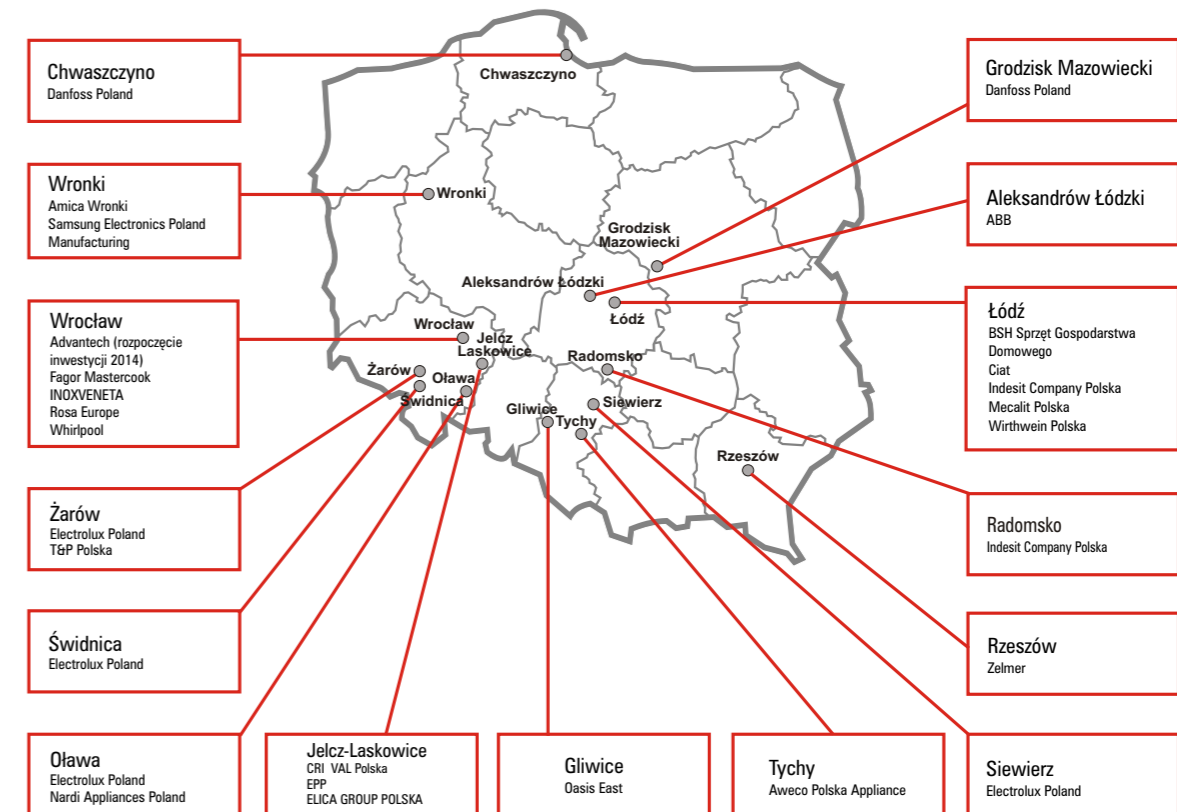 Chwaszczyno
Danfoss Poland
Wronki
Amica Wronki
Samsung Electronics Poland
Manufacturing
Wrocław
Advantech (rozpoczęcie
inwestycji 2014)
Fagor Mastercook
INOXVENETA
Rosa Europe
Whirlpool
Żarów
Electrolux Poland
T&P Polska
Świdnica
Electrolux Poland
Oława
Electrolux Poland
Nardi Appliances Poland
Jelcz-Laskowice
CRI VAL Polska
EPP
ELICA GROUP POLSKA
Gliwice
Oasis East
Tychy
Aweco Polska Appliance
Siewierz
Electrolux Poland
Rzeszów
Zelmer
Radomsko
Indesit Company Polska
Łódź
BSH Sprzęt Gospodarstwa
Domowego
Ciat
Indesit Company Polska
Mecalit Polska
Wirthwein Polska
Aleksandrów Łódzki
ABB
Grodzisk Mazowiecki
Danfoss Poland
Chwaszczyno
Wronki
Grodzisk
Mazowiecki
Aleksandrów Łódzki
Łódź
Wrocław
Jelcz
Laskowice
Żarów
Oława
Świdnica
Radomsko
Gliwice
Siewierz
Tychy
Rzeszów